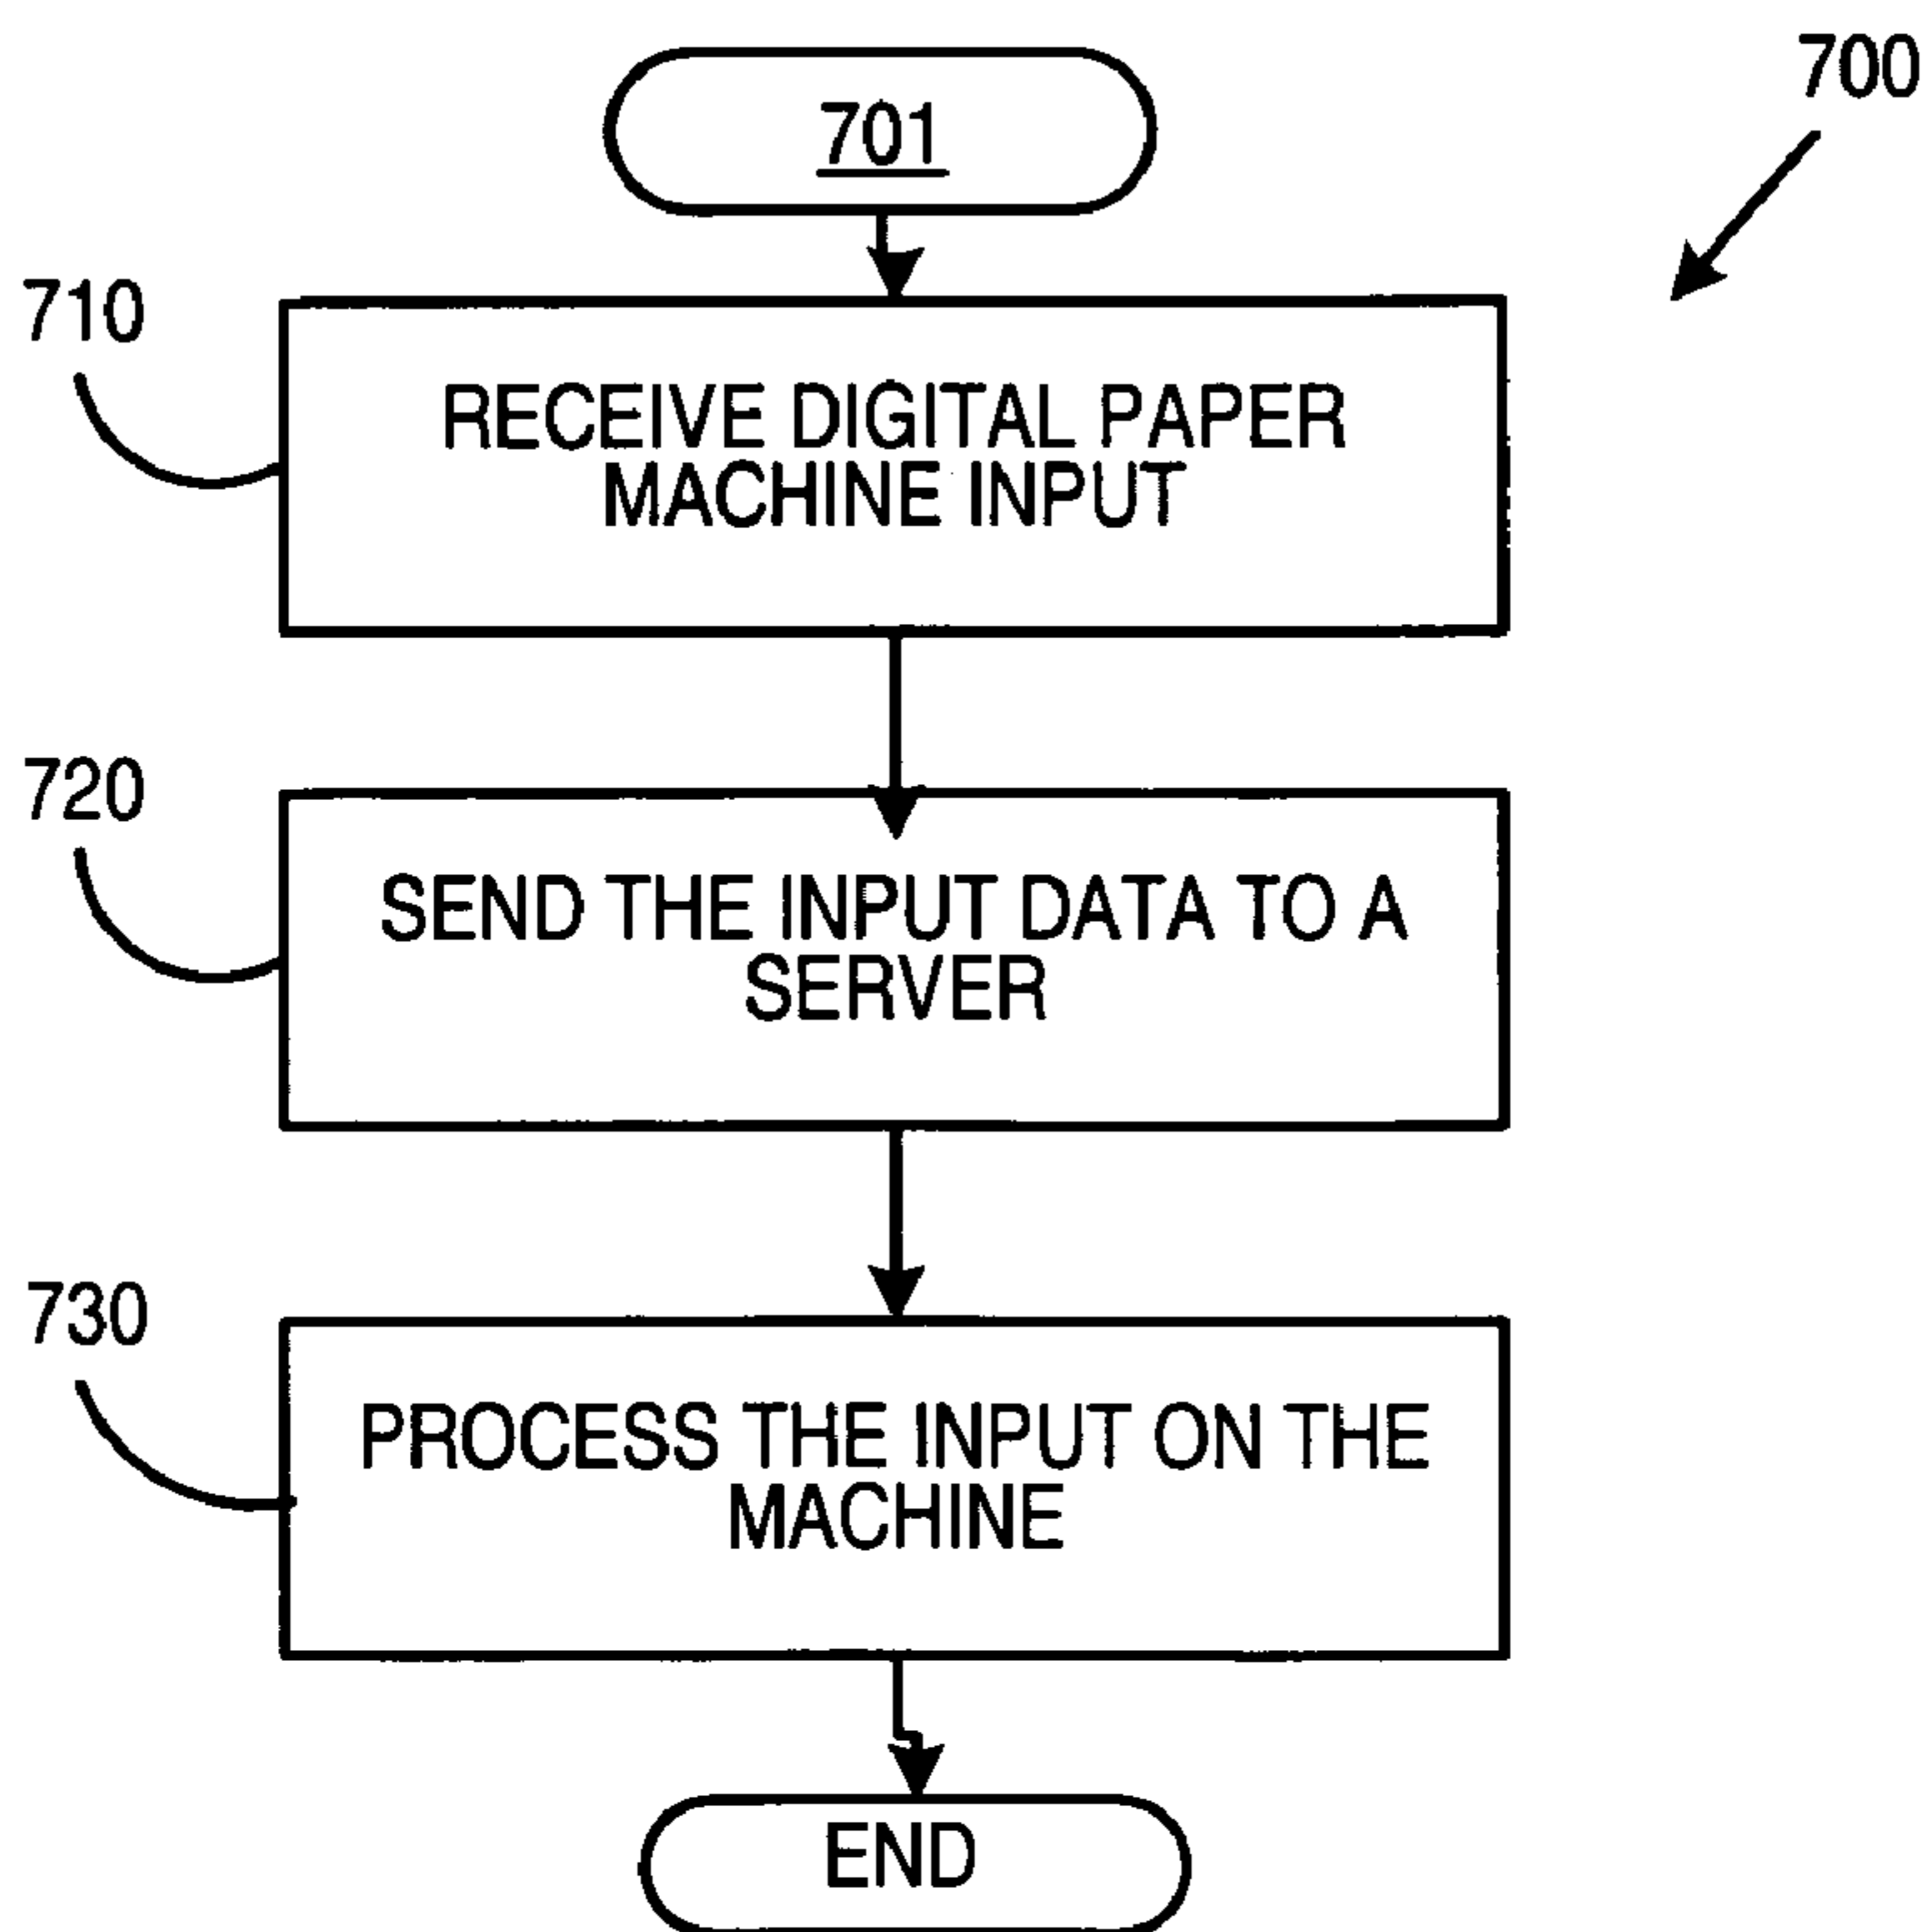 701
700
710
RECEIVE DIGITAL PAPER
MACHINE INPUT
720
SEND THE INPUT DATA TO A
SERVER
730
PROCESS THE INPUT ON THE
MACHINE
END